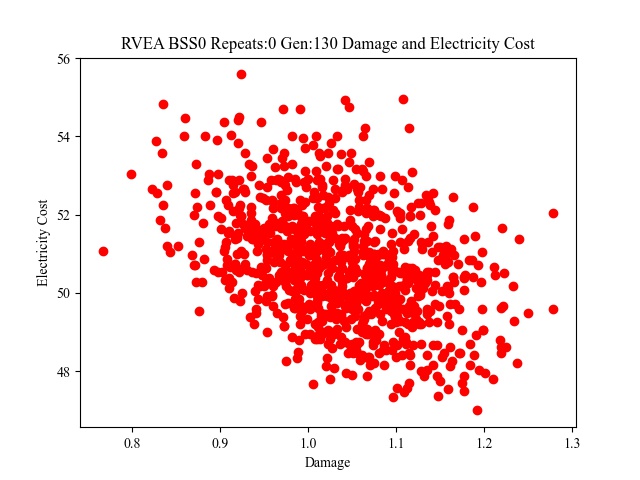 RVEA BSS0 Repeats:0 Gen:130 Damage and Electricity Cost
56
54
52
50
48
Electricity Cost
0.8 0.9 1.0 1.1 1.2 1.3
Damage